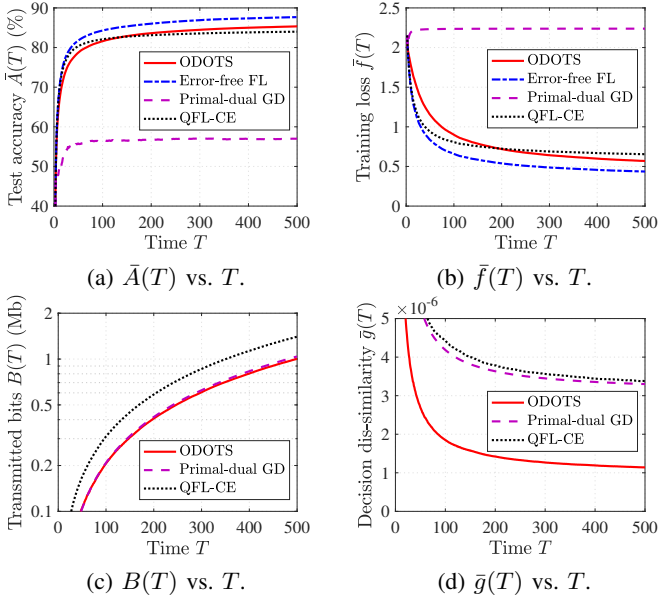 Test accuracy Ā(T) (%)
90
80
70
60
50
40
ODOTS
Error-free FL
Primal-dual GD
QFL-CE
0 100 200 300 400 500
Time T
(a) Ā(T) vs. T.
Training loss f̄(T)
2.5
2
1.5
1
0.5
0
ODOTS
Error-free FL
Primal-dual GD
QFL-CE
0 100 200 300 400 500
Time T
(b) f̄(T) vs. T.
Transmitted bits B(T) (Mb)
2
1
0.5
0.2
0.1
ODOTS
Primal-dual GD
QFL-CE
0 100 200 300 400 500
Time T
(c) B(T) vs. T.
Decision dis-similarity ḡ(T)
×10⁻⁶
5
4
3
2
1
0
ODOTS
Primal-dual GD
QFL-CE
0 100 200 300 400 500
Time T
(d) ḡ(T) vs. T.